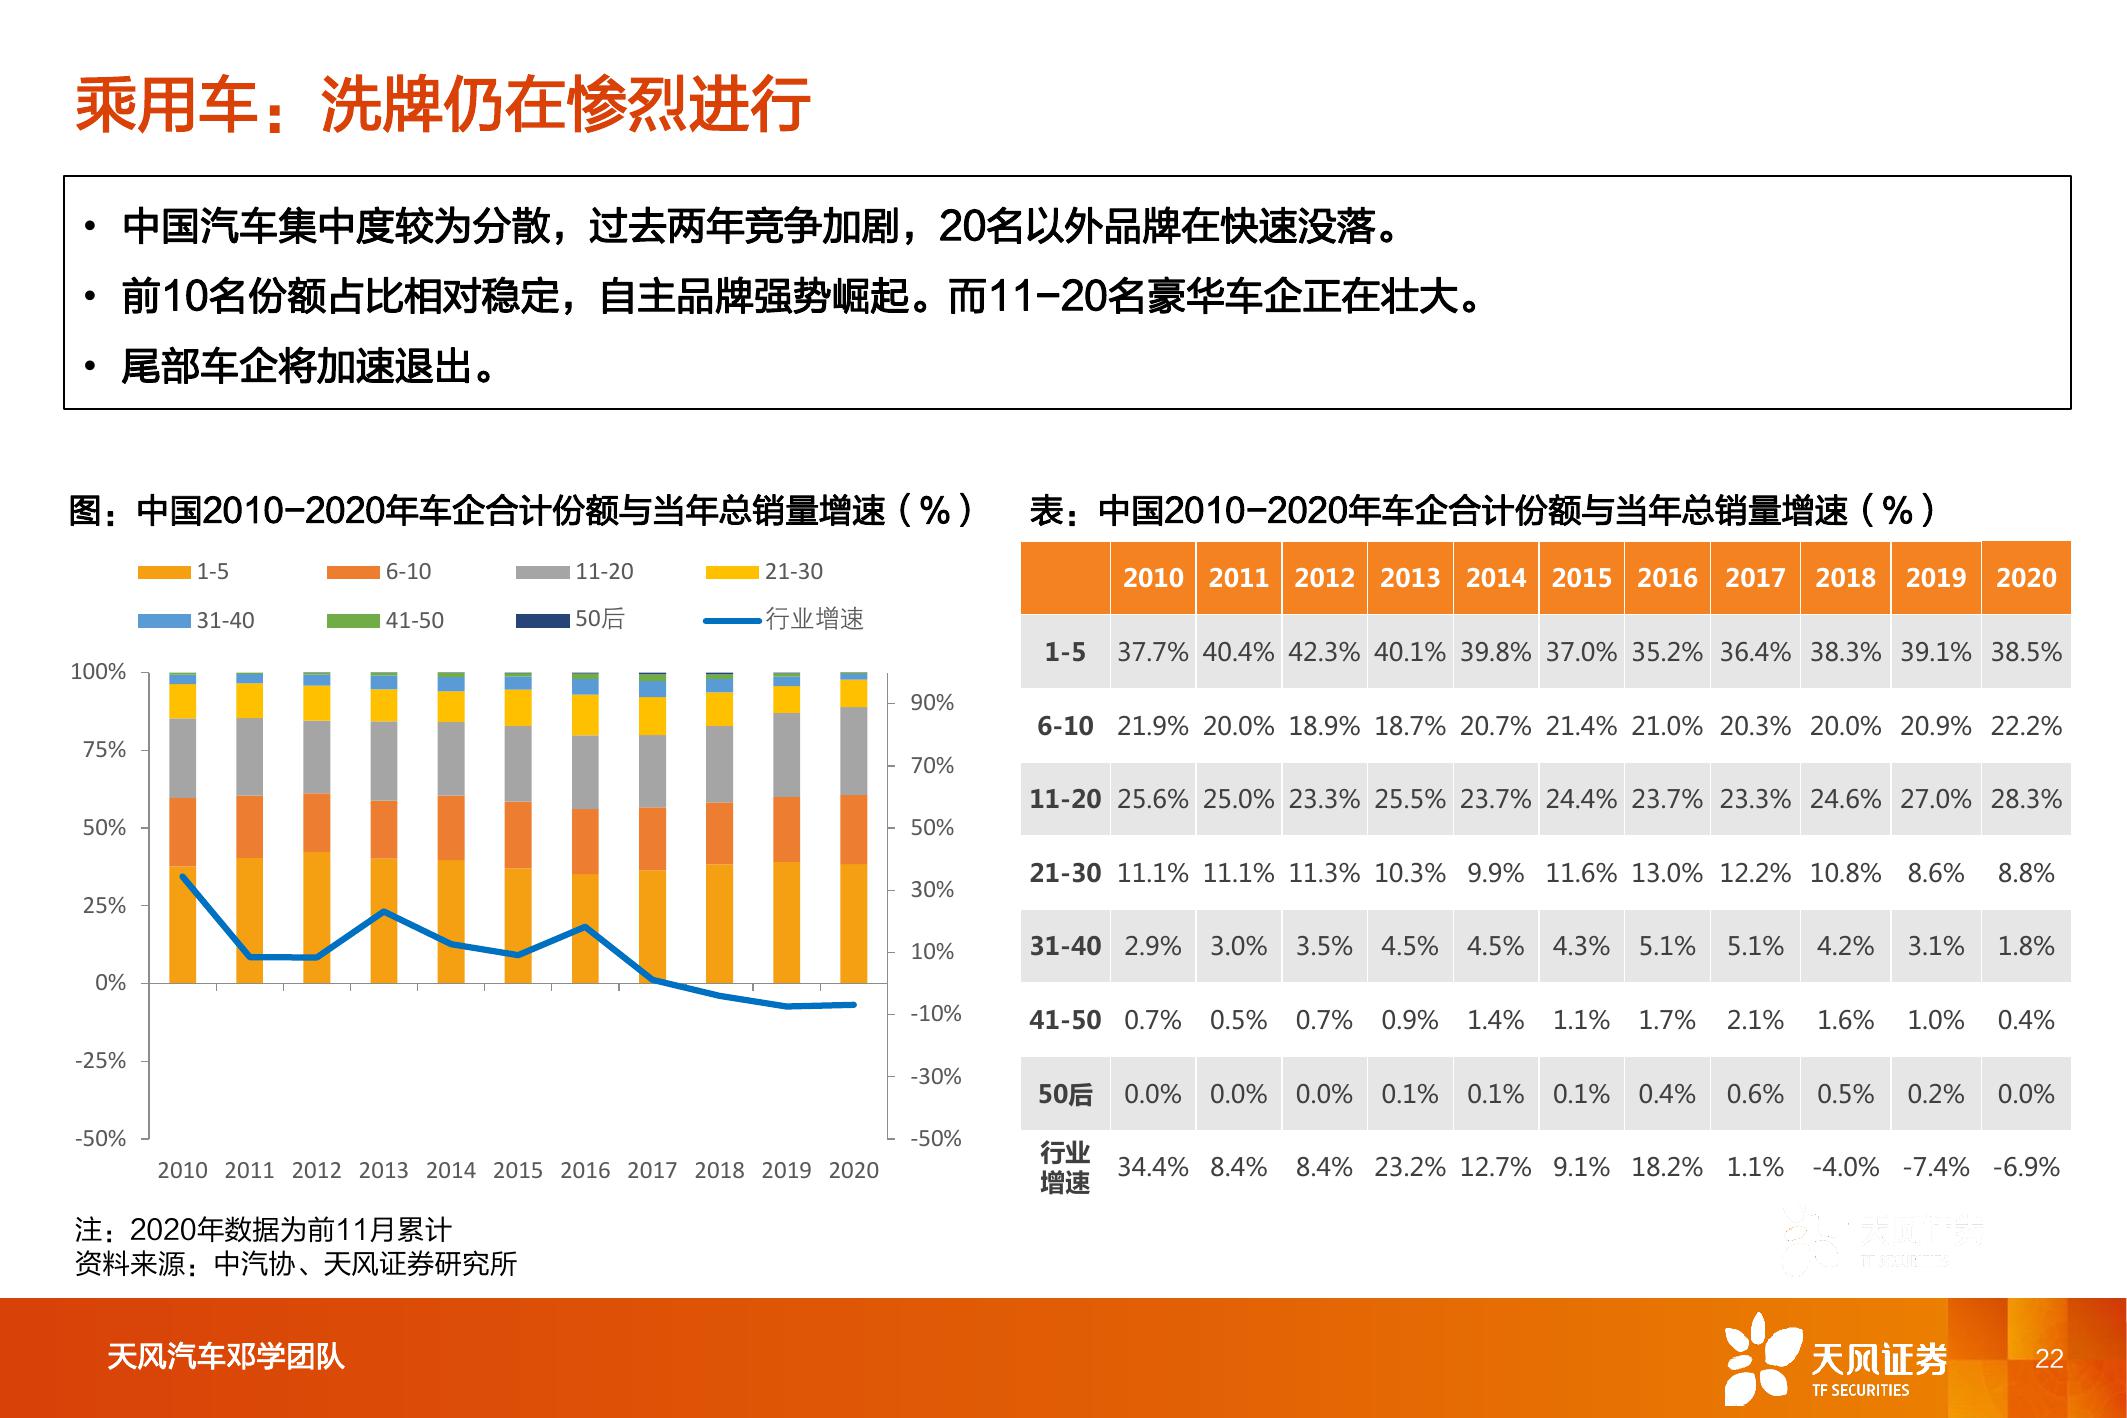 乘用车：洗牌仍在惨烈进行
• 中国汽车集中度较为分散，过去两年竞争加剧，20名以外品牌在快速没落。
• 前10名份额占比相对稳定，自主品牌强势崛起。而11-20名豪华车企正在壮大。
• 尾部车企将加速退出。
图：中国2010-2020年车企合计份额与当年总销量增速（%）
1-5 6-10 11-20 21-30
31-40 41-50 50后 行业增速
100%
75%
50%
25%
0%
-25%
-50%
90%
70%
50%
30%
10%
-10%
-30%
-50%
2010 2011 2012 2013 2014 2015 2016 2017 2018 2019 2020
注：2020年数据为前11月累计
资料来源：中汽协、天风证券研究所
表：中国2010-2020年车企合计份额与当年总销量增速（%）
2010 2011 2012 2013 2014 2015 2016 2017 2018 2019 2020
1-5 37.7% 40.4% 42.3% 40.1% 39.8% 37.0% 35.2% 36.4% 38.3% 39.1% 38.5%
6-10 21.9% 20.0% 18.9% 18.7% 20.7% 21.4% 21.0% 20.3% 20.0% 20.9% 22.2%
11-20 25.6% 25.0% 23.3% 25.5% 23.7% 24.4% 23.7% 23.3% 24.6% 27.0% 28.3%
21-30 11.1% 11.1% 11.3% 10.3% 9.9% 11.6% 13.0% 12.2% 10.8% 8.6% 8.8%
31-40 2.9% 3.0% 3.5% 4.5% 4.5% 4.3% 5.1% 5.1% 4.2% 3.1% 1.8%
41-50 0.7% 0.5% 0.7% 0.9% 1.4% 1.1% 1.7% 2.1% 1.6% 1.0% 0.4%
50后 0.0% 0.0% 0.0% 0.1% 0.1% 0.1% 0.4% 0.6% 0.5% 0.2% 0.0%
行业
增速 34.4% 8.4% 8.4% 23.2% 12.7% 9.1% 18.2% 1.1% -4.0% -7.4% -6.9%
天风证券
TF SECURITIES
天风汽车邓学团队
天风证券
TF SECURITIES
22